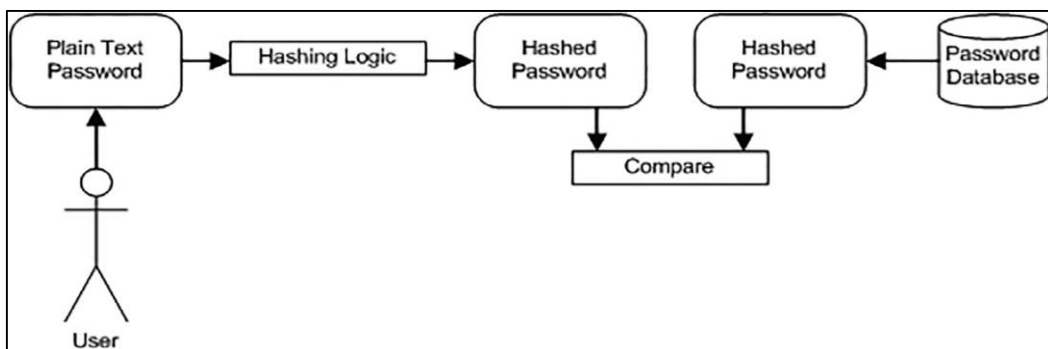 Plain Text
Password
Hashing Logic
Hashed
Password
Hashed
Password
Password
Database
Compare
User